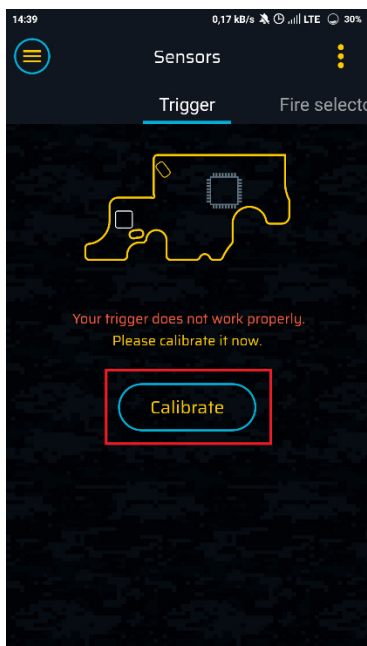 14:39
0,17 kB/s LTE 30%
Sensors
Trigger
Fire selecto
Your trigger does not work properly.
Please calibrate it now.
Calibrate